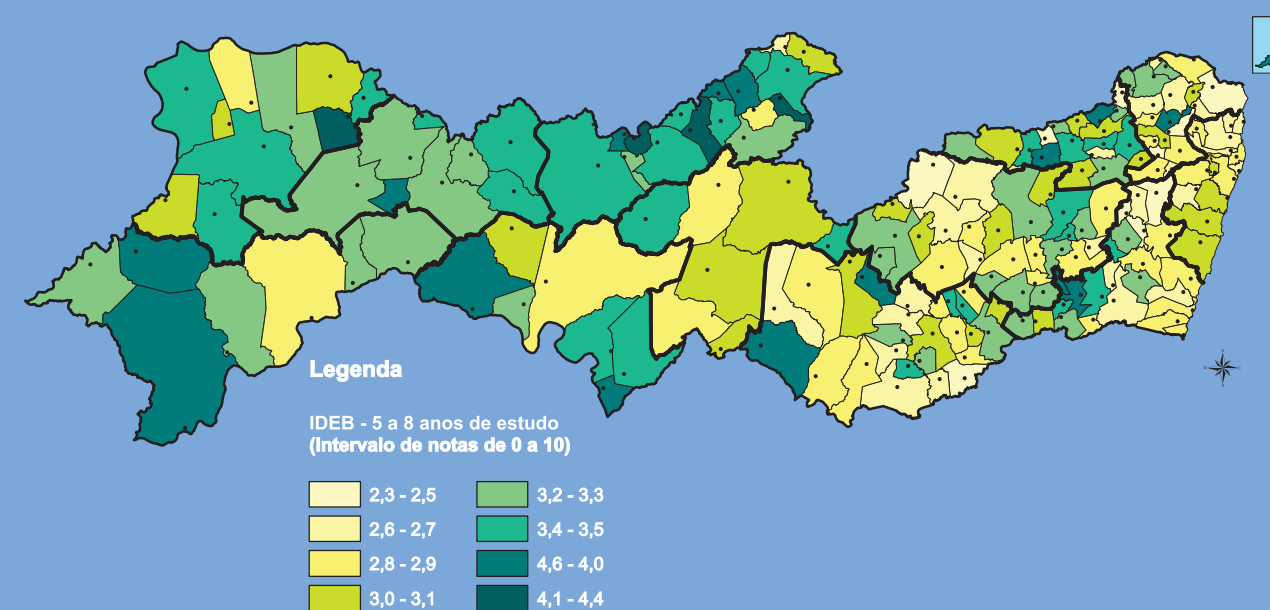 Legenda
IDEB - 5 a 8 anos de estudo
(Intervalo de notas de 0 a 10)
2,3 - 2,5
2,6 - 2,7
2,8 - 2,9
3,0 - 3,1
3,2 - 3,3
3,4 - 3,5
4,6 - 4,0
4,1 - 4,4